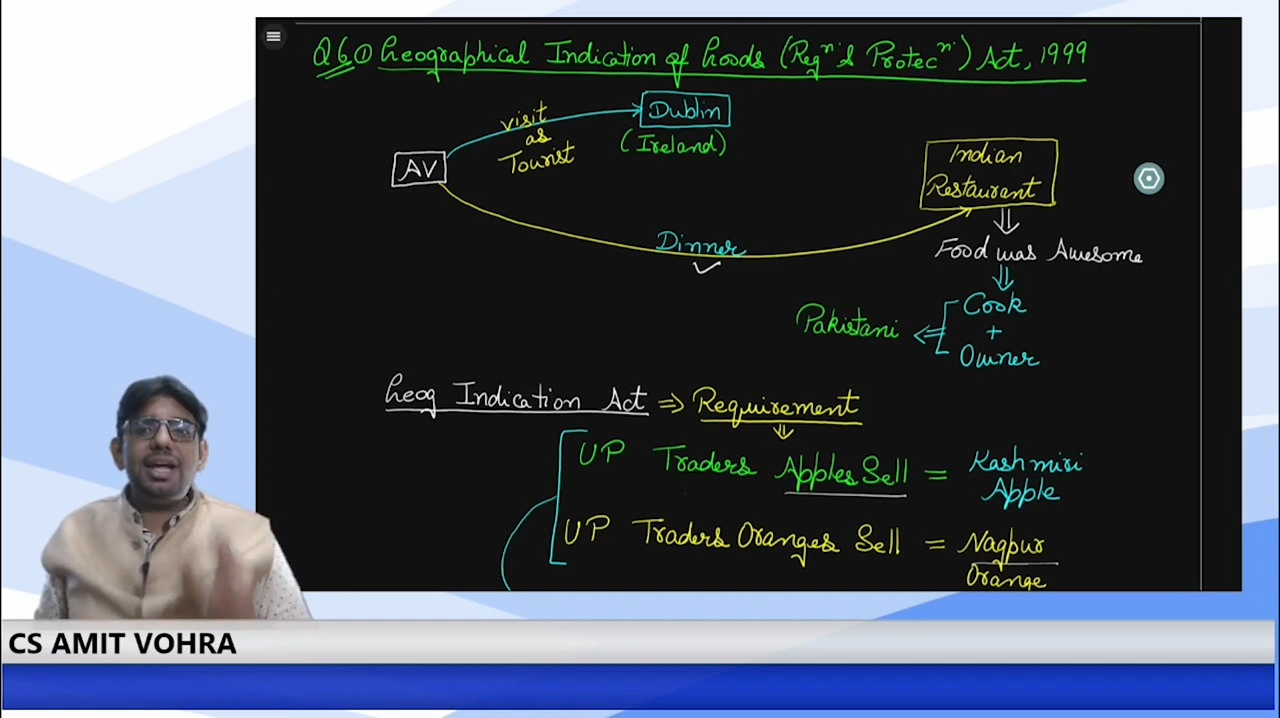 Q6 ① Geographical Indication of Goods (Regⁿ & Protecⁿ) Act, 1999
Dublin
(Ireland)
visit
as
Tourist
AV
Indian
Restaurant
Dinner
Food was Awesome
Cook
+
Owner
Pakistani
Geog Indication Act ⇒ Requirement
UP Traders Apples Sell = Kashmiri
Apple
UP Traders Oranges Sell = Nagpur
Orange
CS AMIT VOHRA